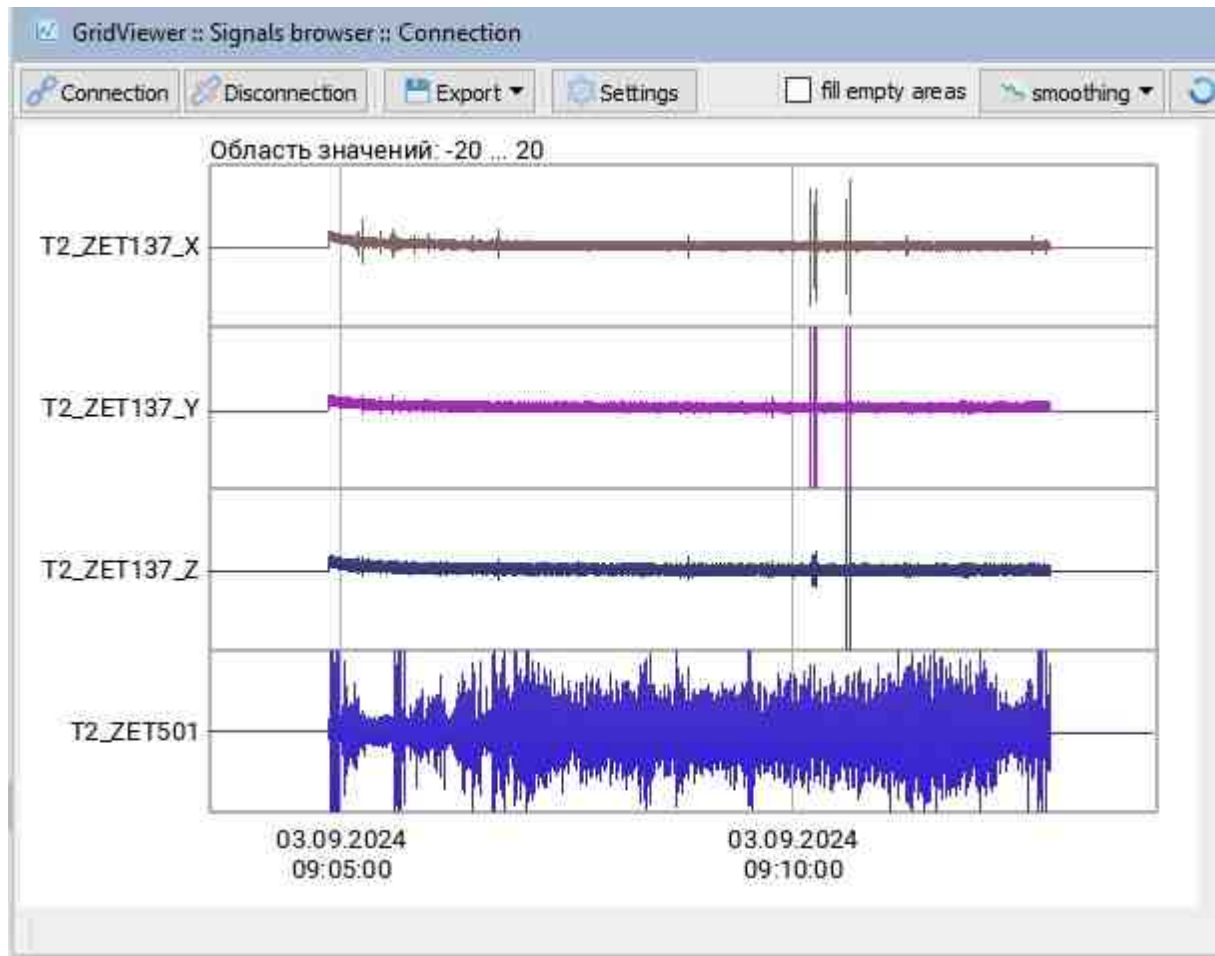 GridViewer :: Signals browser :: Connection
Connection Disconnection Export Settings fill empty areas smoothing
Область значений: -20 ... 20
T2_ZET137_X
T2_ZET137_Y
T2_ZET137_Z
T2_ZET501
03.09.2024 03.09.2024
09:05:00 09:10:00